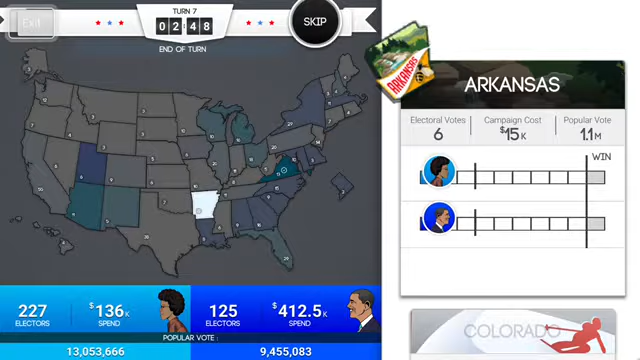 Exit
TURN 7
02:48
SKIP
END OF TURN
227
ELECTORS
$136K
SPEND
125
ELECTORS
$412.5K
SPEND
POPULAR VOTE :
13,053,666
9,455,083
ARKANSAS
ARKANSAS
Electoral Votes
6
Campaign Cost
$15K
Popular Vote
1.1M
WIN
COLORADO